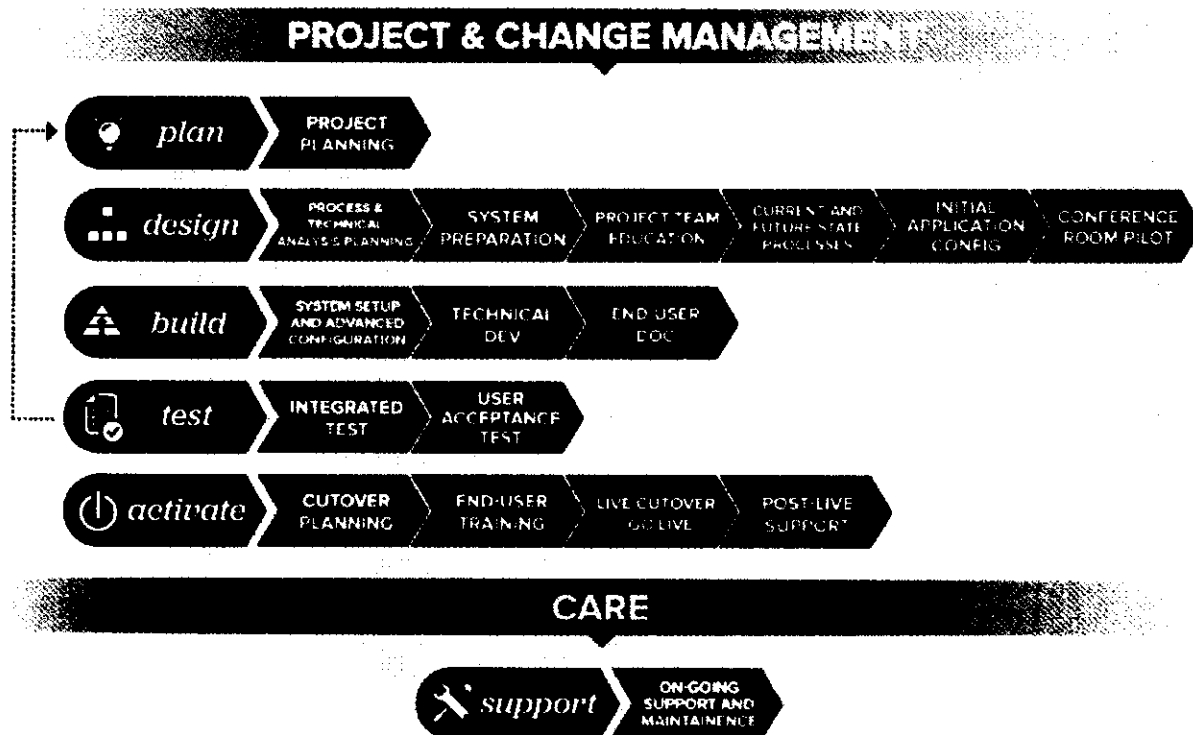 PROJECT & CHANGE MANAGEMENT
plan
PROJECT
PLANNING
design
PROCESS &
TECHNICAL
ANALYSIS PLANNING
SYSTEM
PREPARATION
PROJECT TEAM
EDUCATION
CURRENT AND
FUTURE STATE
PROCESSES
INITIAL
APPLICATION
CONFIG
CONFERENCE
ROOM PILOT
build
SYSTEM SETUP
AND ADVANCED
CONFIGURATION
TECHNICAL
DEV
END USER
DOC
test
INTEGRATED
TEST
USER
ACCEPTANCE
TEST
activate
CUTOVER
PLANNING
END-USER
TRAINING
LIVE CUTOVER
GO LIVE
POST-LIVE
SUPPORT
CARE
support
ON-GOING
SUPPORT AND
MAINTAINENCE